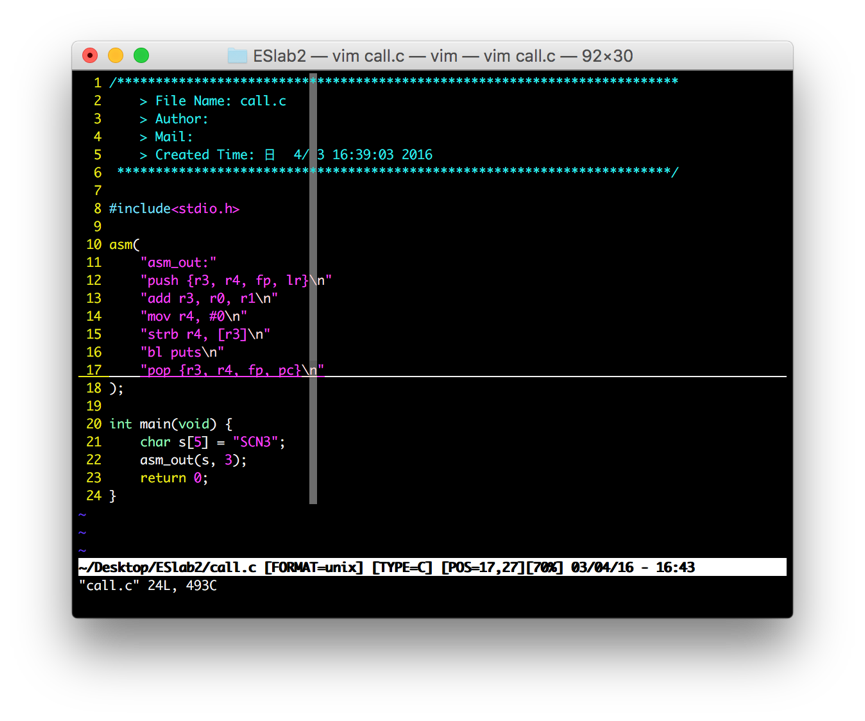 ESlab2 — vim call.c — vim — vim call.c — 92×30
1 /*************************************************************************
2     > File Name: call.c
3     > Author:
4     > Mail:
5     > Created Time: 日  4/ 3 16:39:03 2016
6  ************************************************************************/
7
8 #include<stdio.h>
9
10 asm(
11     "asm_out:"
12     "push {r3, r4, fp, lr}\n"
13     "add r3, r0, r1\n"
14     "mov r4, #0\n"
15     "strb r4, [r3]\n"
16     "bl puts\n"
17     "pop {r3, r4, fp, pc}\n"
18 );
19
20 int main(void) {
21     char s[5] = "SCN3";
22     asm_out(s, 3);
23     return 0;
24 }
~
~
~
~/Desktop/ESlab2/call.c [FORMAT=unix] [TYPE=C] [POS=17,27][70%] 03/04/16 - 16:43
"call.c" 24L, 493C